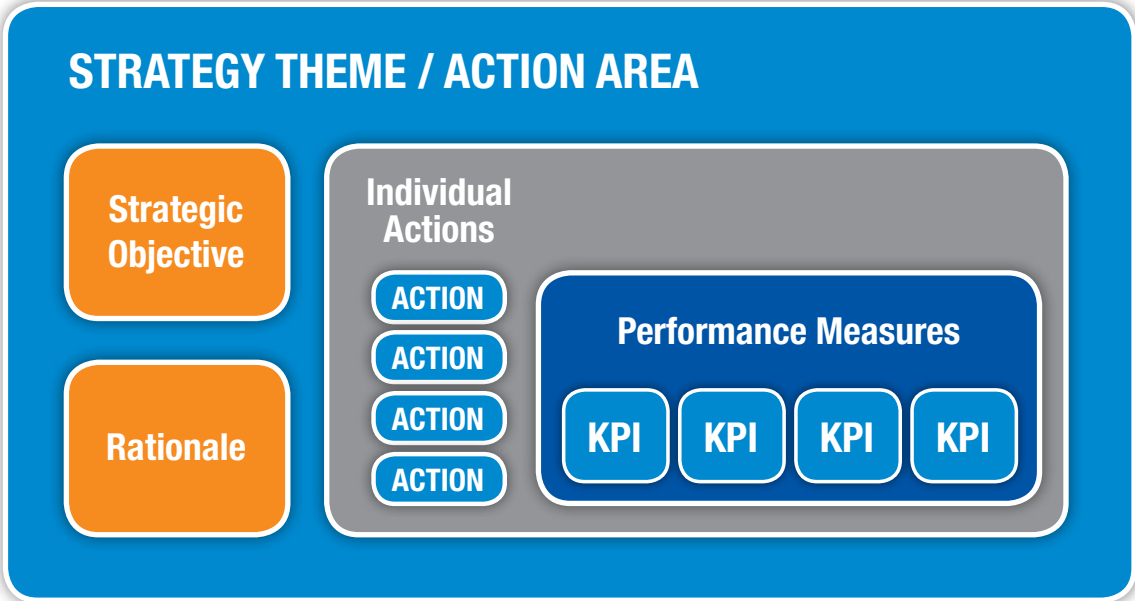 STRATEGY THEME / ACTION AREA
Strategic
Objective
Rationale
Individual
Actions
ACTION
ACTION
ACTION
ACTION
Performance Measures
KPI KPI KPI KPI